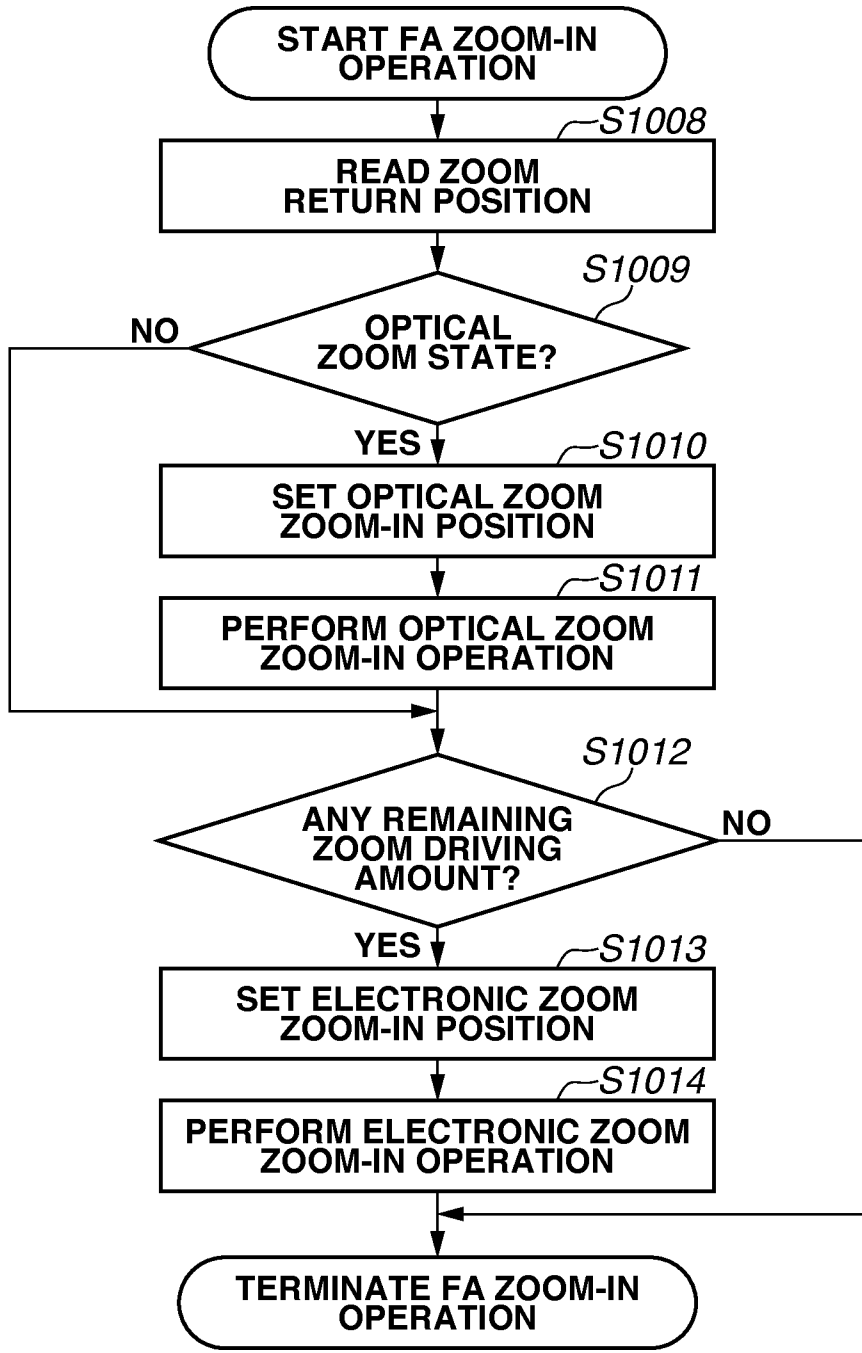 START FA ZOOM-IN
OPERATION
S1008
READ ZOOM
RETURN POSITION
S1009
NO
OPTICAL
ZOOM STATE?
YES
S1010
SET OPTICAL ZOOM
ZOOM-IN POSITION
S1011
PERFORM OPTICAL ZOOM
ZOOM-IN OPERATION
S1012
ANY REMAINING
ZOOM DRIVING
AMOUNT?
NO
YES
S1013
SET ELECTRONIC ZOOM
ZOOM-IN POSITION
S1014
PERFORM ELECTRONIC ZOOM
ZOOM-IN OPERATION
TERMINATE FA ZOOM-IN
OPERATION